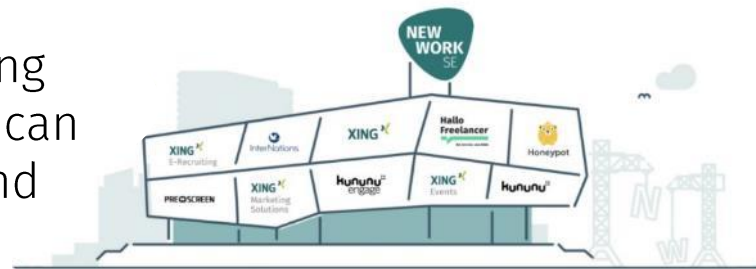 ng
can
nd
NEW
WORK
SE
XING
E-Recruiting
InterNations
XING
Hallo
Freelancer
Honeypot
PRESCREEN
XING
Marketing
Solutions
kununu
engage
XING
Events
kununu
N
W